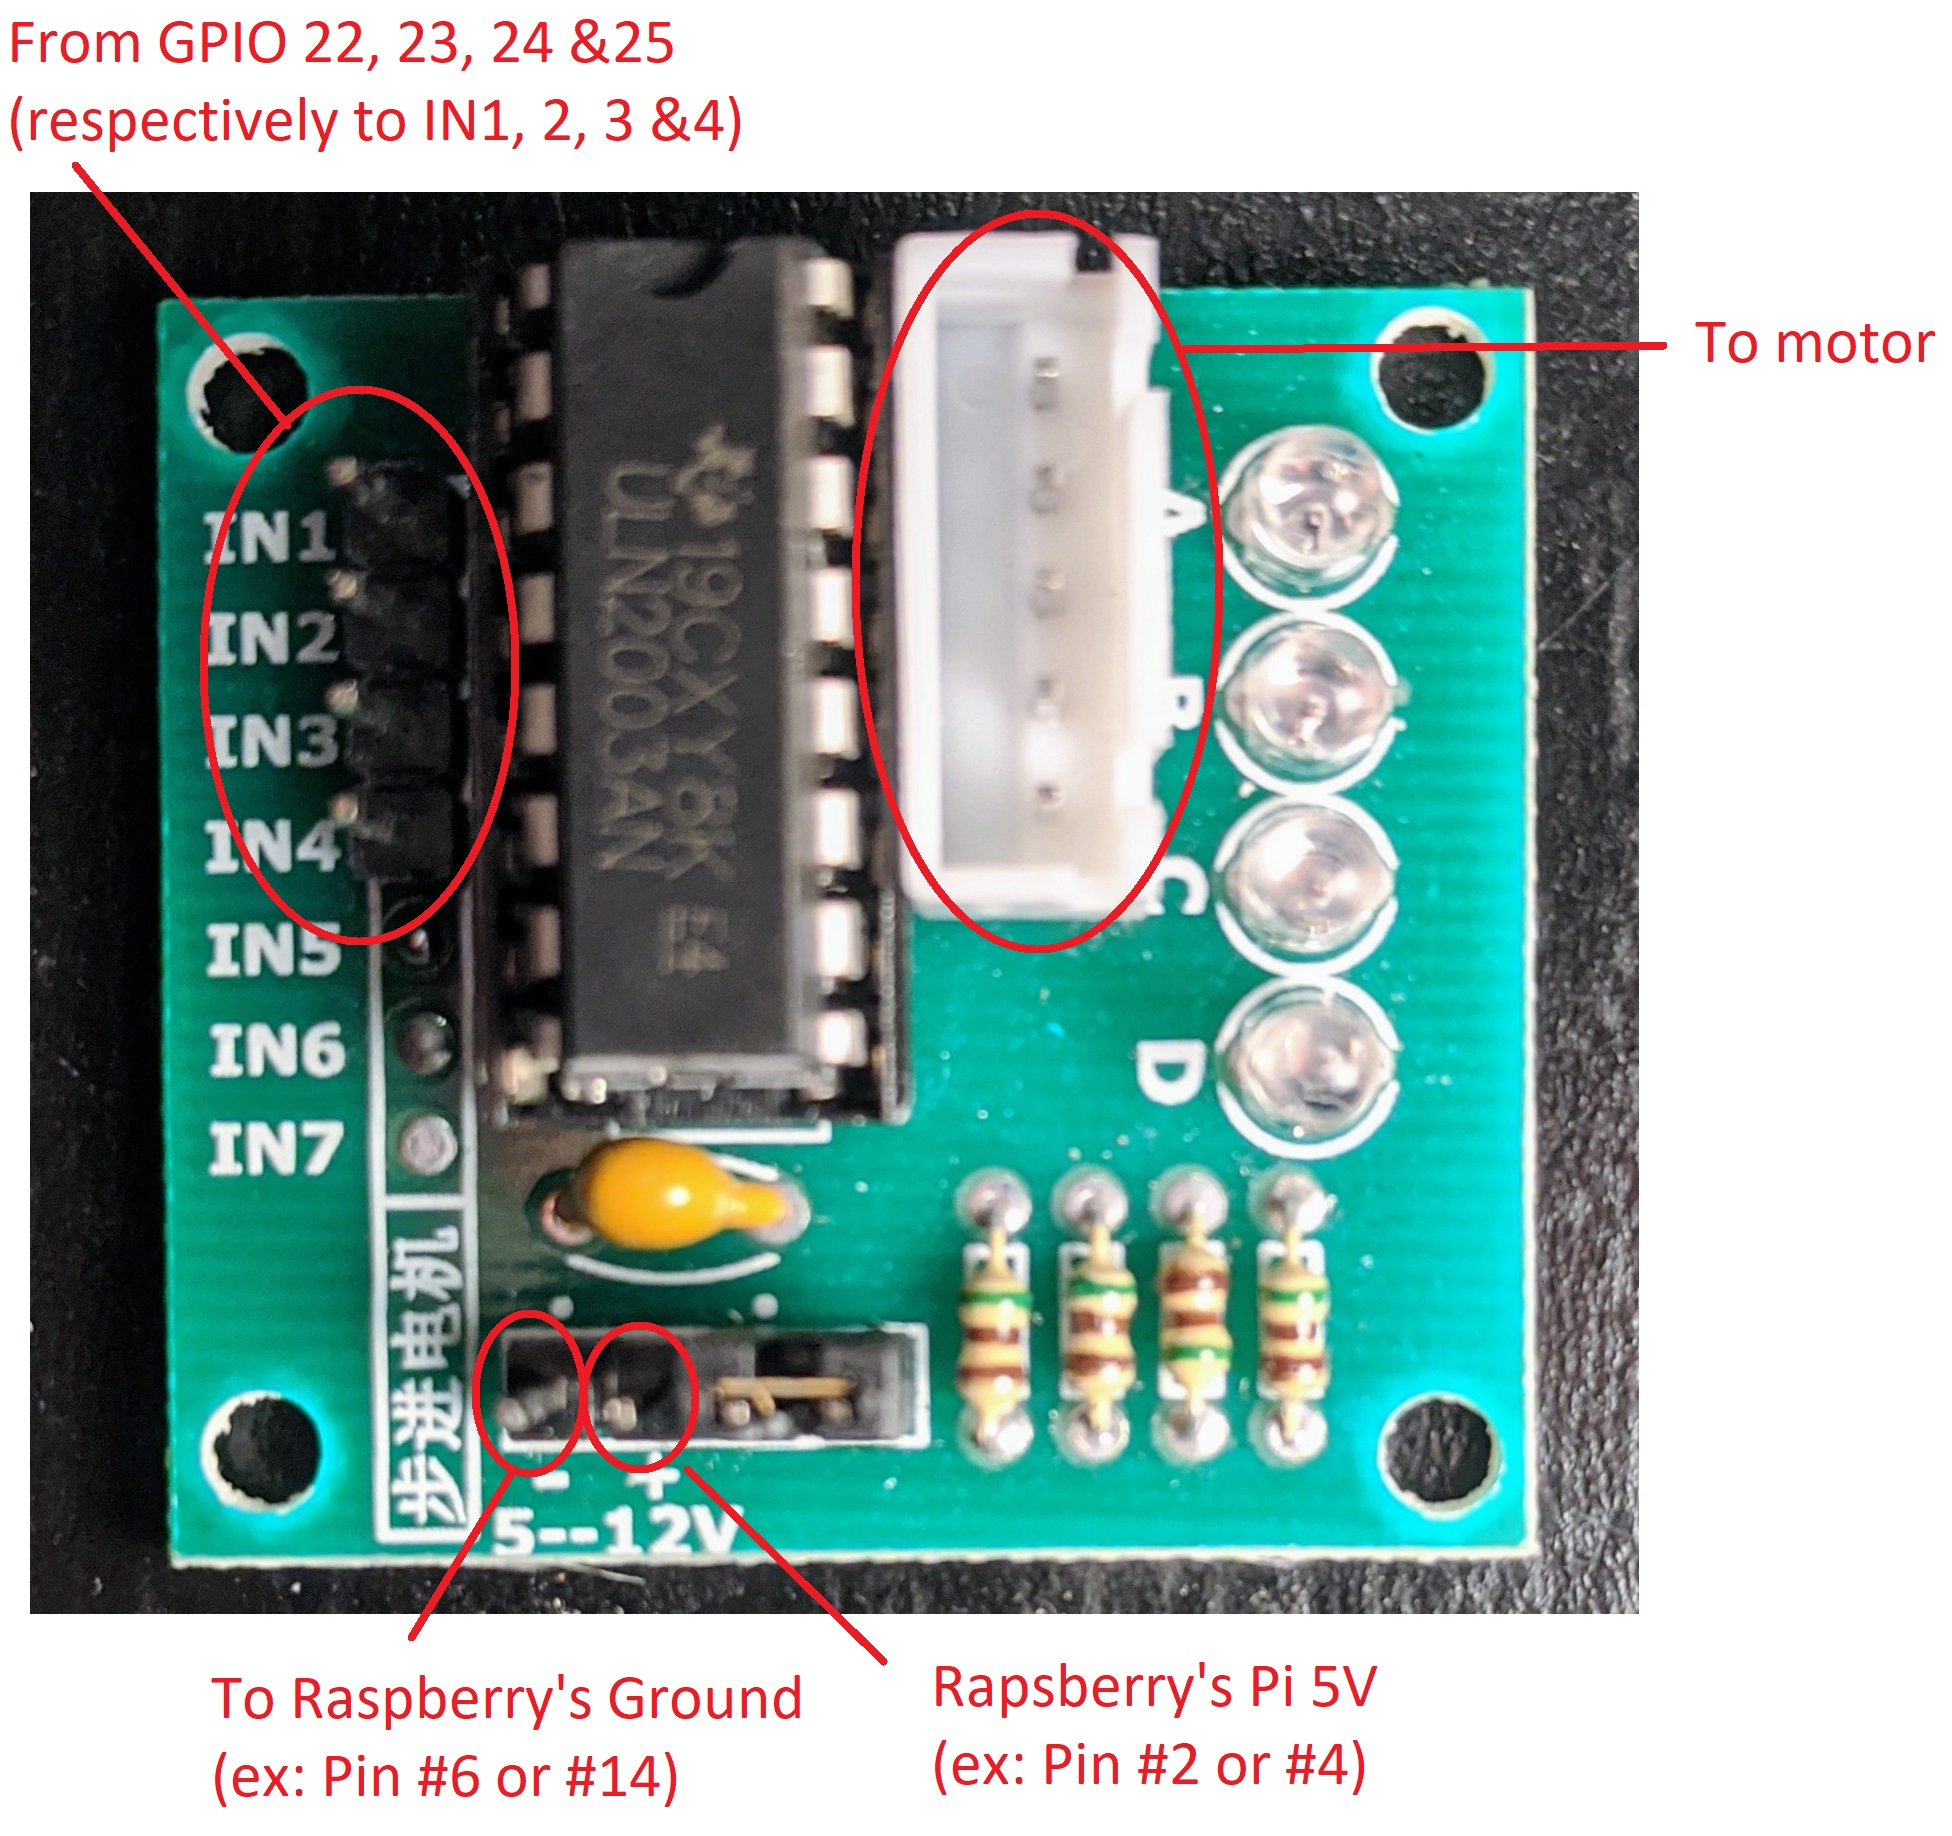 From GPIO 22, 23, 24 &25
(respectively to IN1, 2, 3 &4)
To motor
IN1
IN2
IN3
IN4
IN5
IN6
IN7
19CXY8K E4
ULN2003AN
A
B
C
D
步进电机
- +
5--12V
To Raspberry's Ground
(ex: Pin #6 or #14)
Rapsberry's Pi 5V
(ex: Pin #2 or #4)